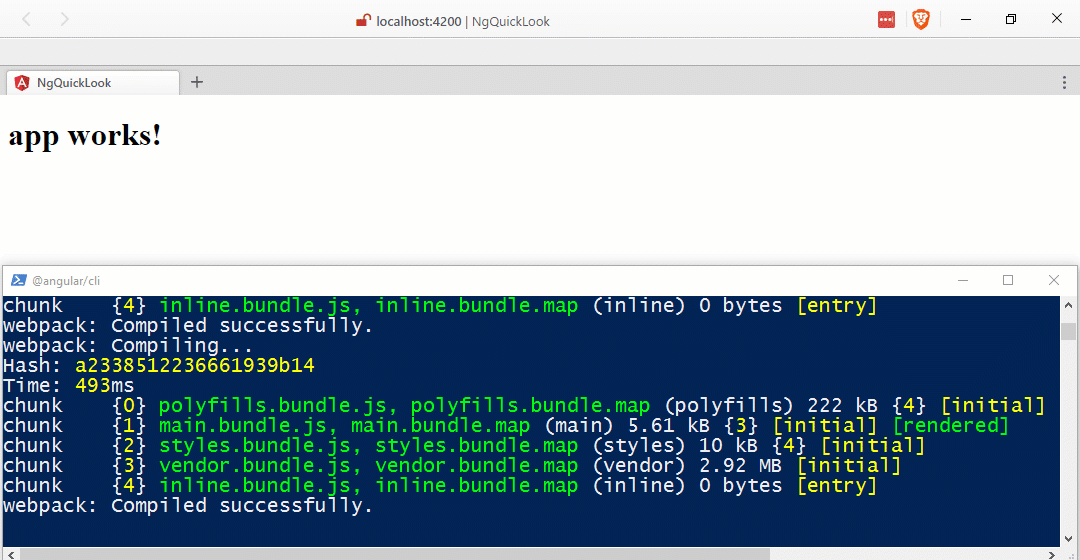 localhost:4200 | NgQuickLook
NgQuickLook
app works!
@angular/cli
chunk    {4} inline.bundle.js, inline.bundle.map (inline) 0 bytes [entry]
webpack: Compiled successfully.
webpack: Compiling...
Hash: a2338512236661939b14
Time: 493ms
chunk    {0} polyfills.bundle.js, polyfills.bundle.map (polyfills) 222 kB {4} [initial]
chunk    {1} main.bundle.js, main.bundle.map (main) 5.61 kB {3} [initial] [rendered]
chunk    {2} styles.bundle.js, styles.bundle.map (styles) 10 kB {4} [initial]
chunk    {3} vendor.bundle.js, vendor.bundle.map (vendor) 2.92 MB [initial]
chunk    {4} inline.bundle.js, inline.bundle.map (inline) 0 bytes [entry]
webpack: Compiled successfully.